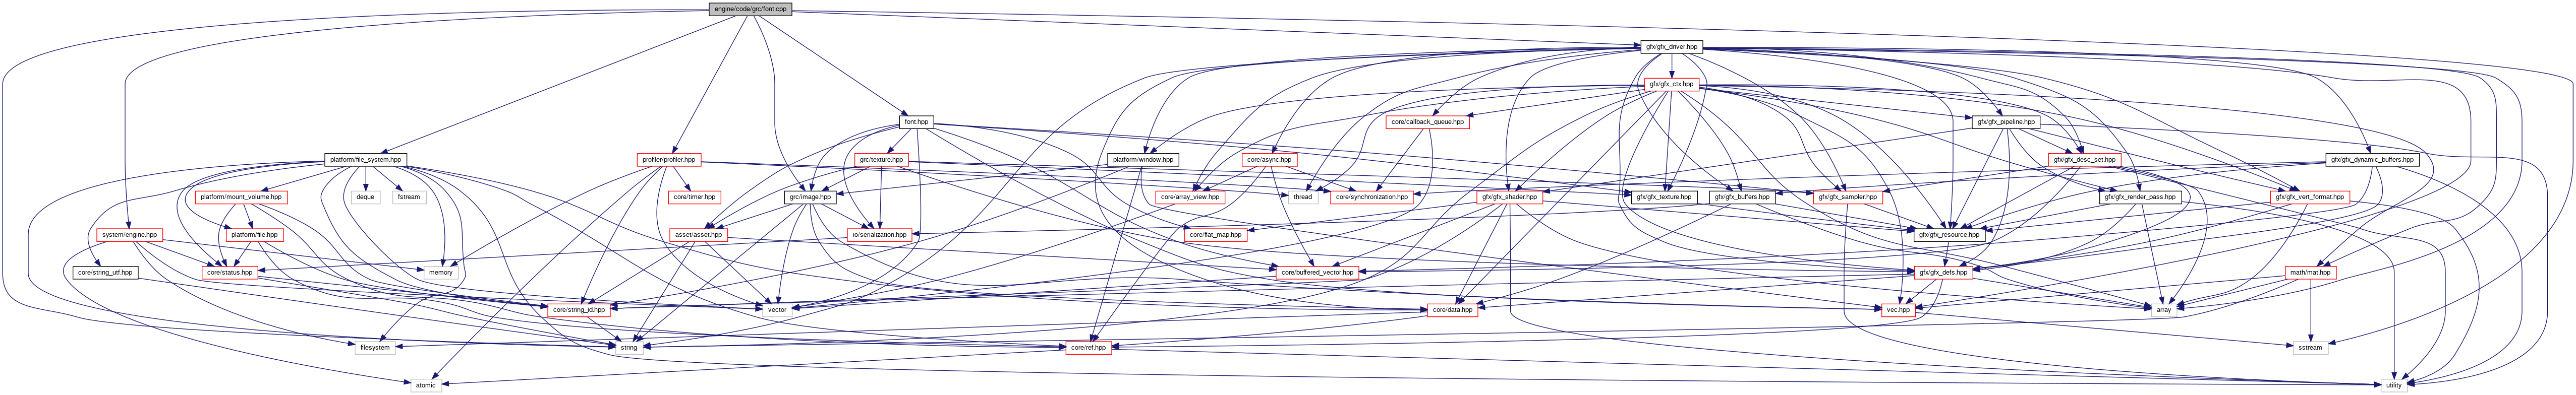 engine/code/grc/font.cpp
gfx/gfx_driver.hpp
gfx/gfx_ctx.hpp
core/callback_queue.hpp
font.hpp
gfx/gfx_pipeline.hpp
platform/file_system.hpp
profiler/profiler.hpp
grc/texture.hpp
platform/window.hpp
core/async.hpp
gfx/gfx_desc_set.hpp
gfx/gfx_dynamic_buffers.hpp
platform/mount_volume.hpp
deque
fstream
core/timer.hpp
grc/image.hpp
core/array_view.hpp
thread
core/synchronization.hpp
gfx/gfx_shader.hpp
gfx/gfx_texture.hpp
gfx/gfx_buffers.hpp
gfx/gfx_sampler.hpp
gfx/gfx_render_pass.hpp
gfx/gfx_vert_format.hpp
system/engine.hpp
platform/file.hpp
asset/asset.hpp
io/serialization.hpp
core/flat_map.hpp
gfx/gfx_resource.hpp
core/string_utf.hpp
core/status.hpp
memory
core/buffered_vector.hpp
gfx/gfx_defs.hpp
math/mat.hpp
core/string_id.hpp
vector
core/data.hpp
vec.hpp
array
filesystem
string
core/ref.hpp
sstream
atomic
utility